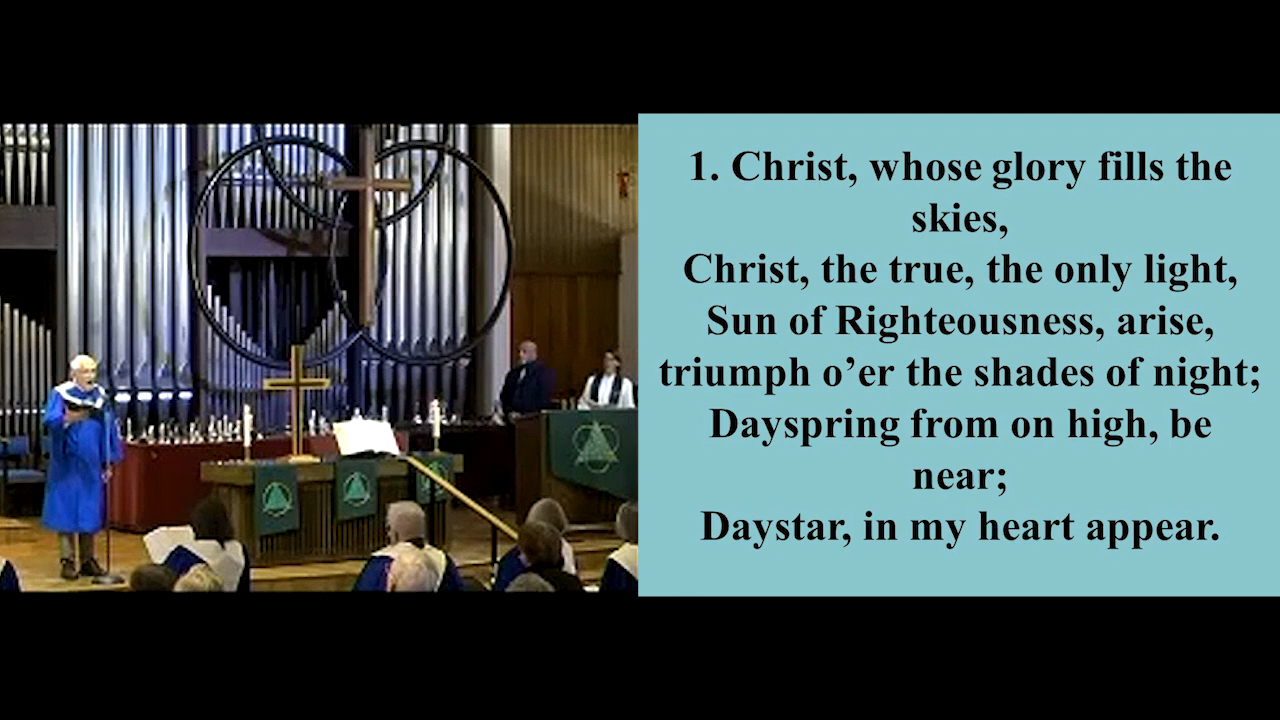 1. Christ, whose glory fills the
skies,
Christ, the true, the only light,
Sun of Righteousness, arise,
triumph o’er the shades of night;
Dayspring from on high, be
near;
Daystar, in my heart appear.